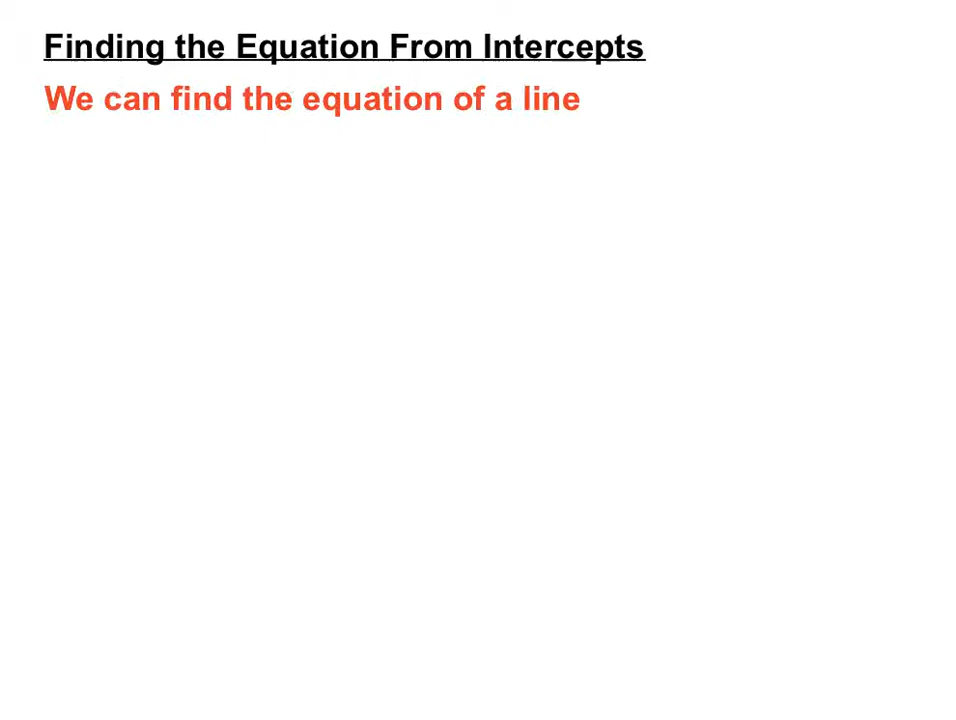 Finding the Equation From Intercepts
We can find the equation of a line